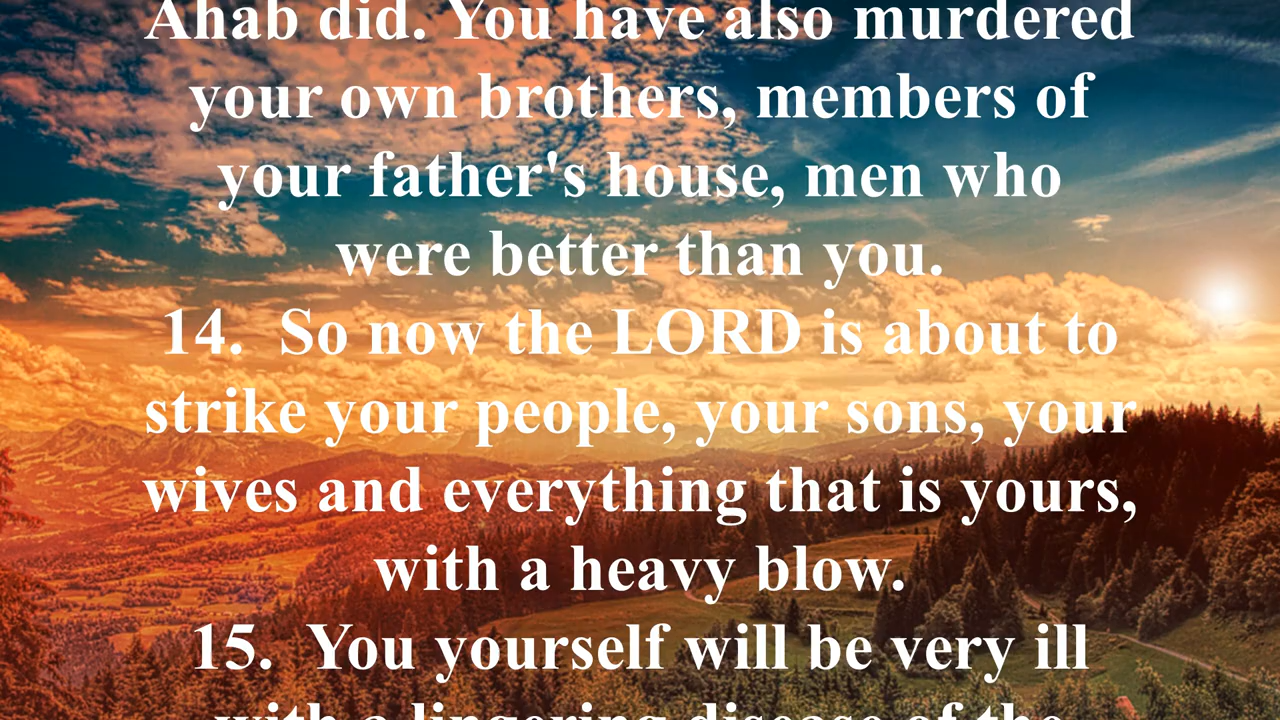 Ahab did. You have also murdered
your own brothers, members of
your father's house, men who
were better than you.
14.  So now the LORD is about to
strike your people, your sons, your
wives and everything that is yours,
with a heavy blow.
15.  You yourself will be very ill
with a lingering disease of the